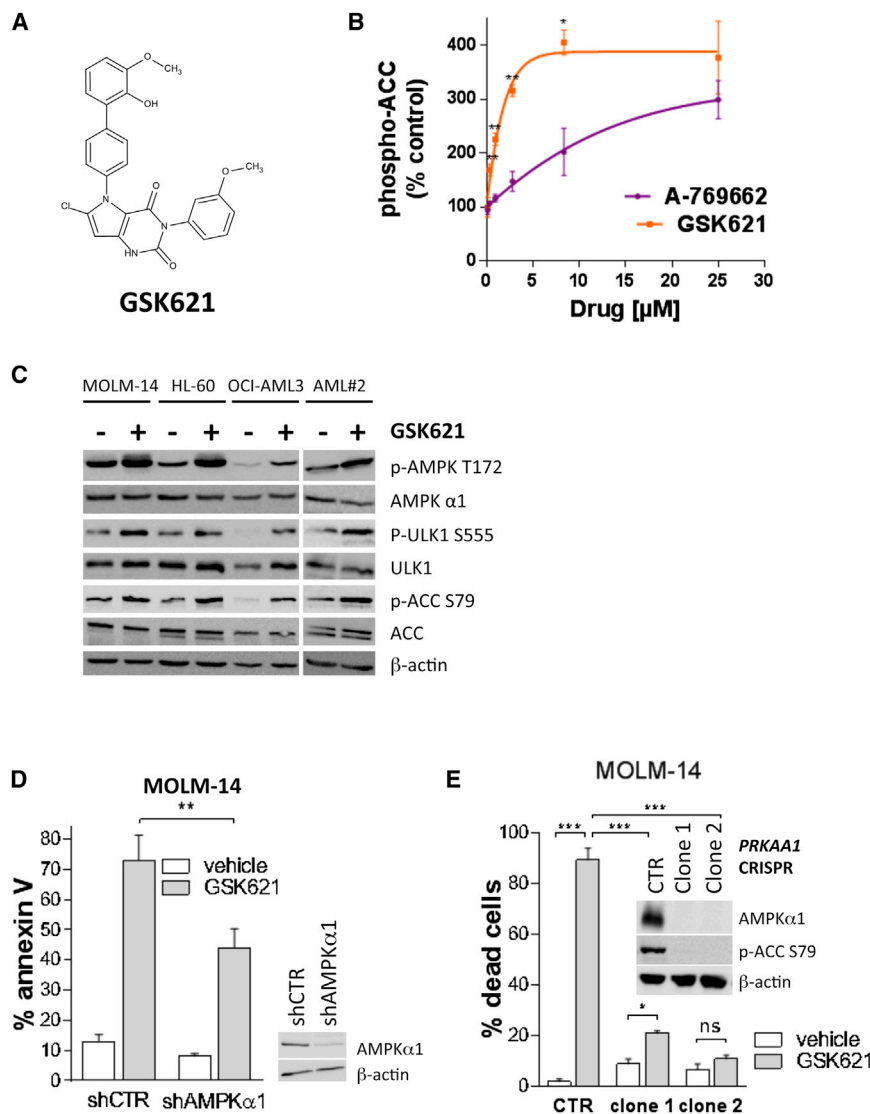 A
O
CH3
OH
O
CH3
N
O
Cl
N
HN
O
GSK621
B
phospho-ACC
(% control)
400
300
200
100
0
*
**
**
**
A-769662
GSK621
0 5 10 15 20 25 30
Drug [µM]
C
MOLM-14 HL-60 OCI-AML3 AML#2
- + - + - + - + GSK621
p-AMPK T172
AMPK α1
P-ULK1 S555
ULK1
p-ACC S79
ACC
β-actin
D
MOLM-14
**
% annexin V
80
70
60
50
40
30
20
10
0
vehicle
GSK621
shCTR shAMPKα1
shCTR
shAMPKα1
AMPKα1
β-actin
E
MOLM-14
***
*** ***
% dead cells
100
80
60
40
20
0
CTR
Clone 1
Clone 2
PRKAA1
CRISPR
AMPKα1
p-ACC S79
β-actin
*
ns
vehicle
GSK621
CTR clone 1 clone 2